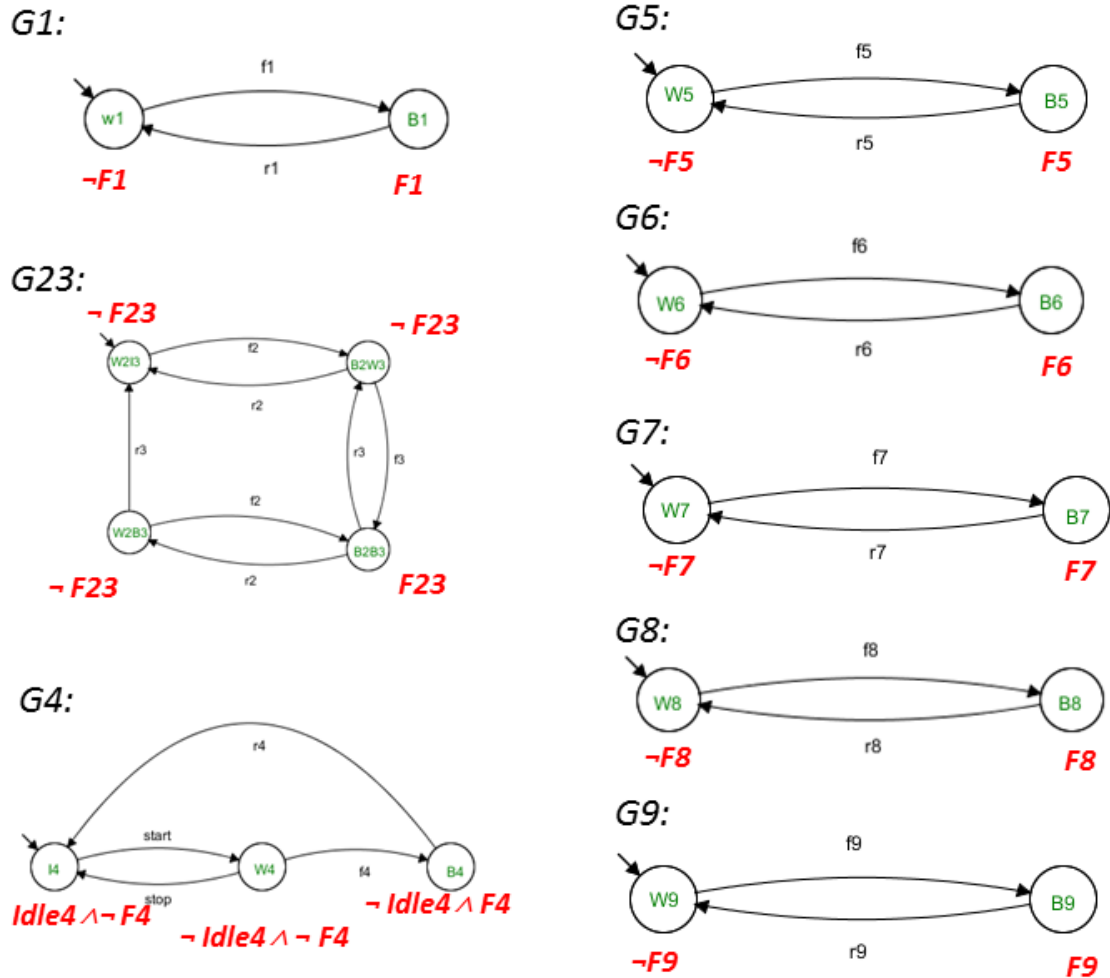 G1:
f1
w1
B1
r1
¬F1
F1
G23:
¬ F23
¬ F23
f2
W2I3
B2W3
r2
r3
r3
f3
f2
W2B3
B2B3
r2
¬ F23
F23
G4:
r4
start
I4
W4
B4
f4
stop
Idle4 ∧ ¬ F4
¬ Idle4 ∧ ¬ F4
¬ Idle4 ∧ F4
G5:
f5
W5
B5
r5
¬F5
F5
G6:
f6
W6
B6
r6
¬F6
F6
G7:
f7
W7
B7
r7
¬F7
F7
G8:
f8
W8
B8
r8
¬F8
F8
G9:
f9
W9
B9
r9
¬F9
F9